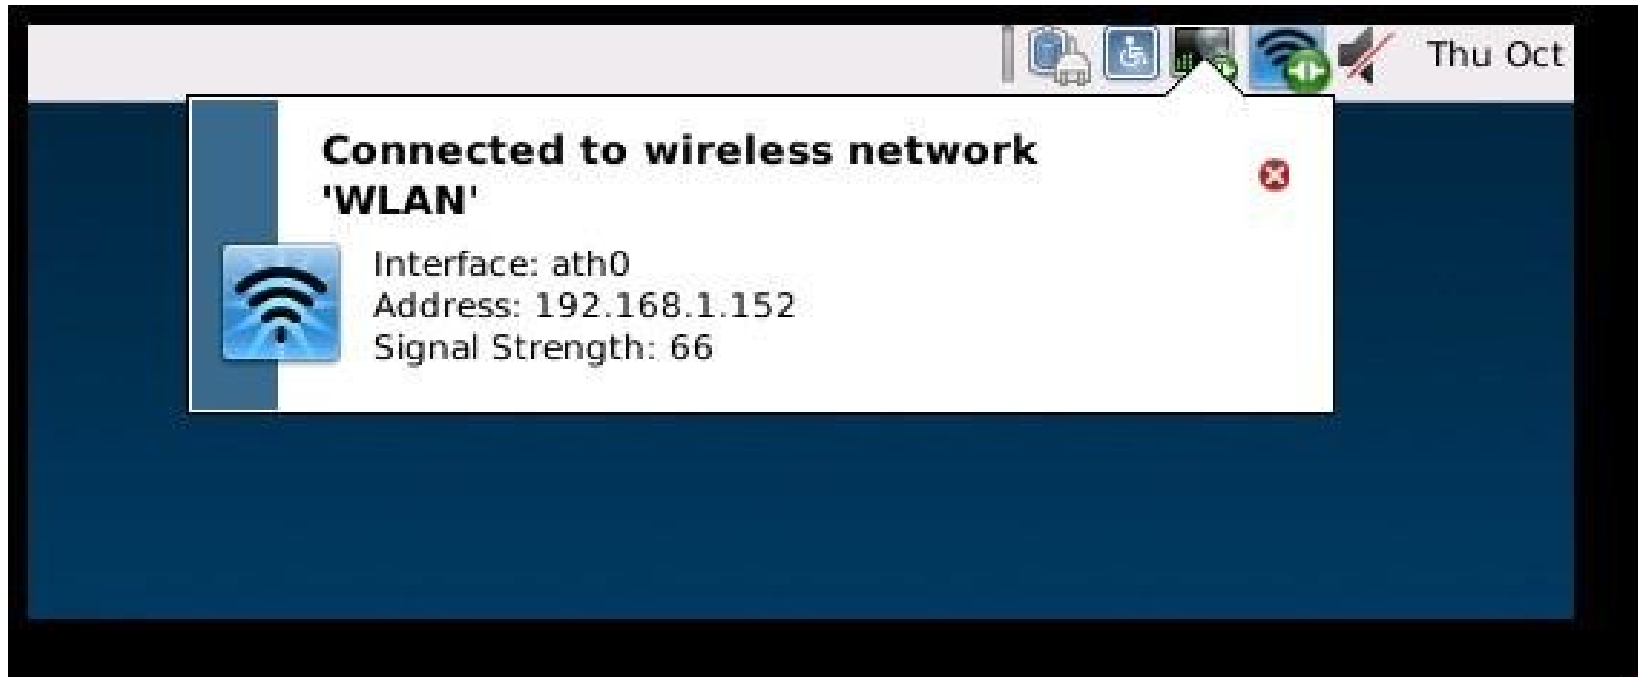 Thu Oct
Connected to wireless network
'WLAN'
Interface: ath0
Address: 192.168.1.152
Signal Strength: 66